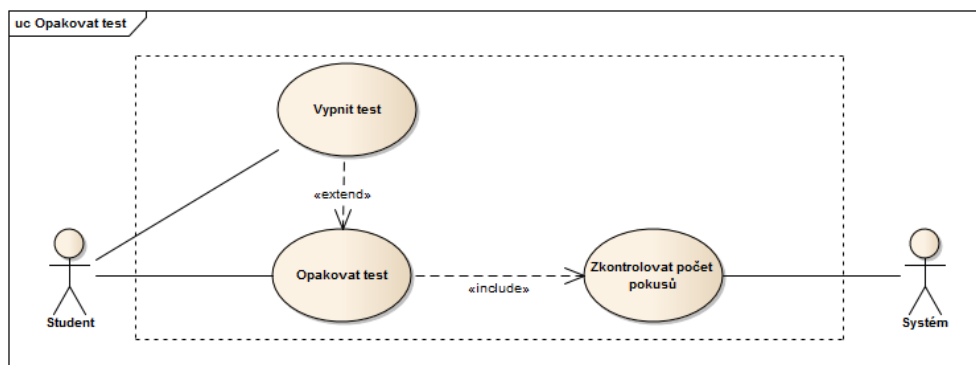 uc Opakovat test
Vypnit test
«extend»
Opakovat test
«include»
Zkontrolovat počet
pokusů
Student
Systém